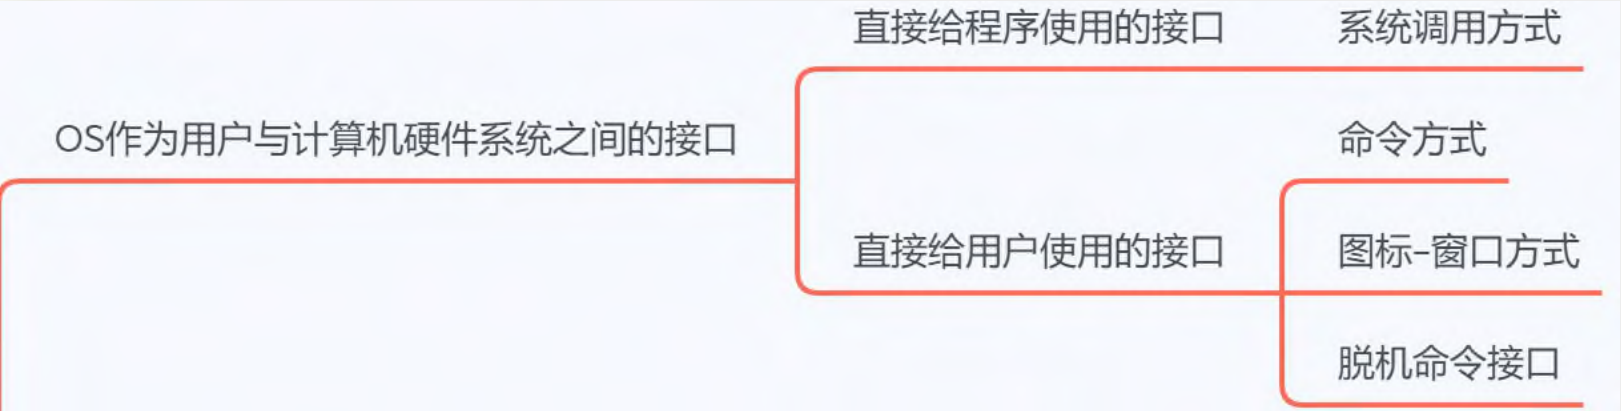 OS作为用户与计算机硬件系统之间的接口
直接给程序使用的接口
系统调用方式
直接给用户使用的接口
命令方式
图标-窗口方式
脱机命令接口